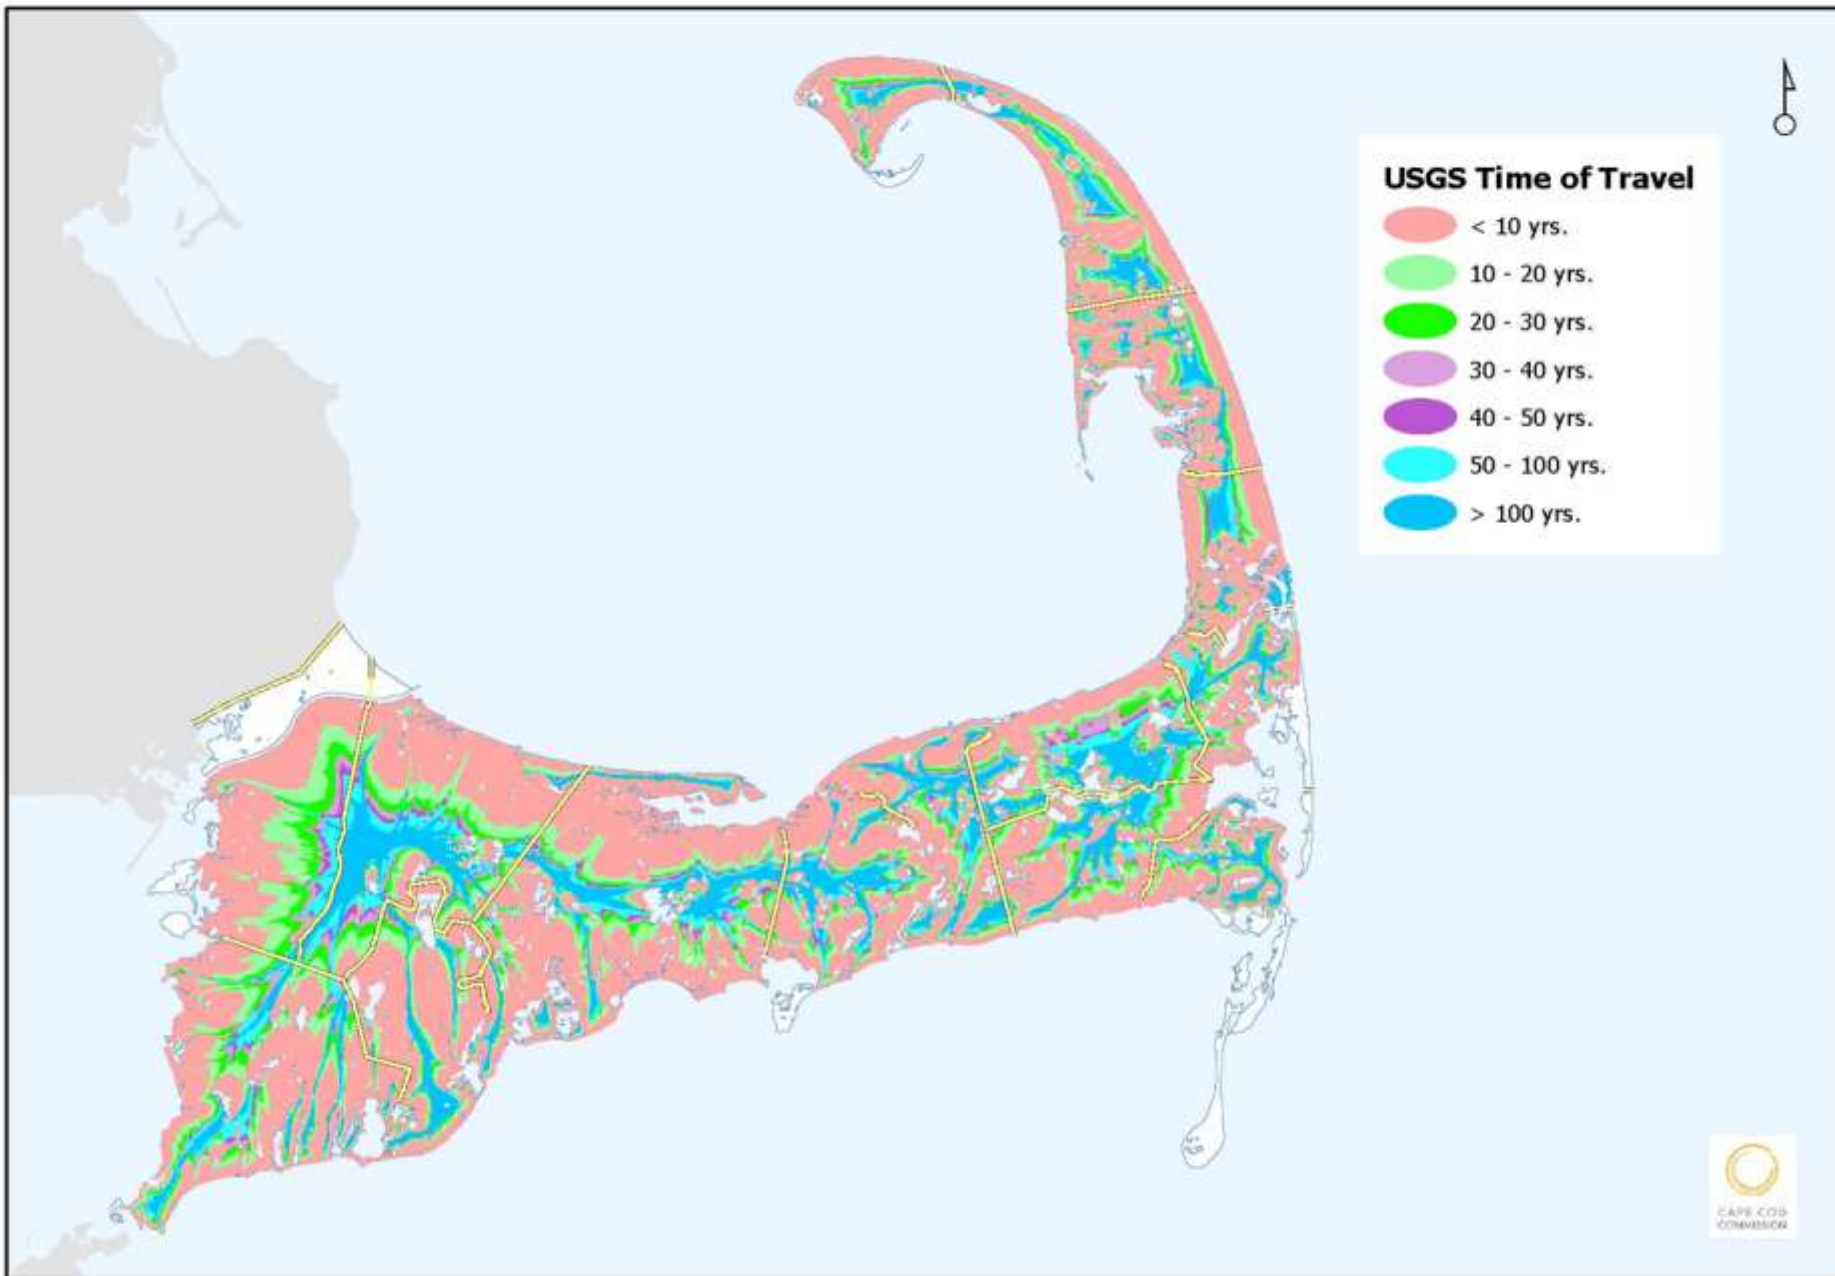 USGS Time of Travel
< 10 yrs.
10 - 20 yrs.
20 - 30 yrs.
30 - 40 yrs.
40 - 50 yrs.
50 - 100 yrs.
> 100 yrs.
CAPE COD
COMMISSION